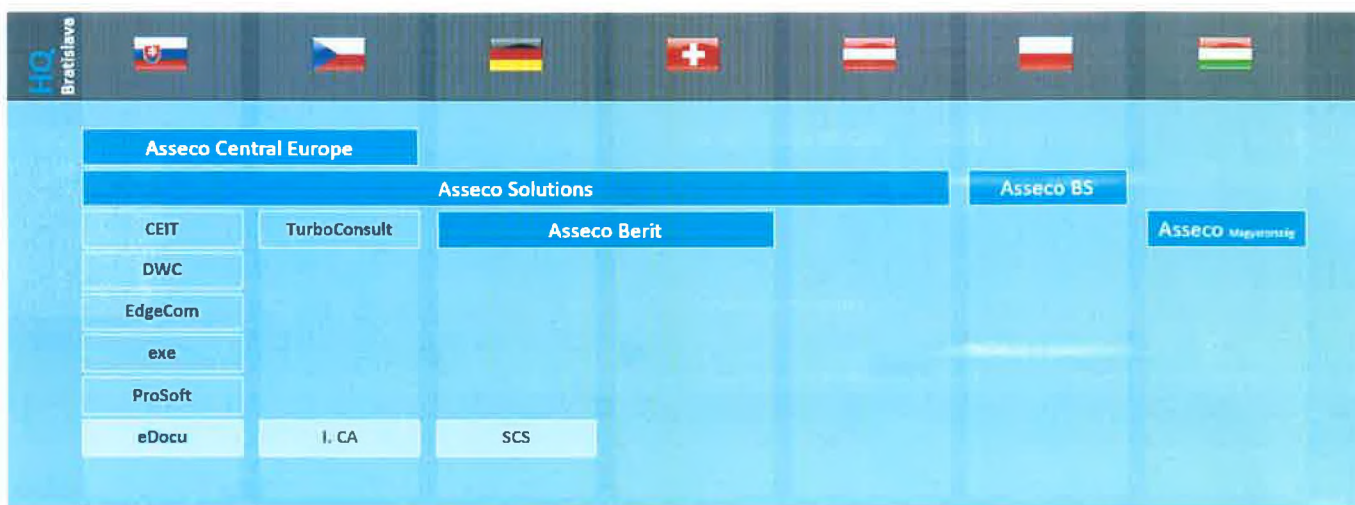 HQ
Bratislava
Asseco Central Europe
Asseco Solutions
Asseco BS
CEIT
TurboConsult
Asseco Berit
Asseco Magyarország
DWC
EdgeCom
exe
ProSoft
eDocu
I. CA
SCS